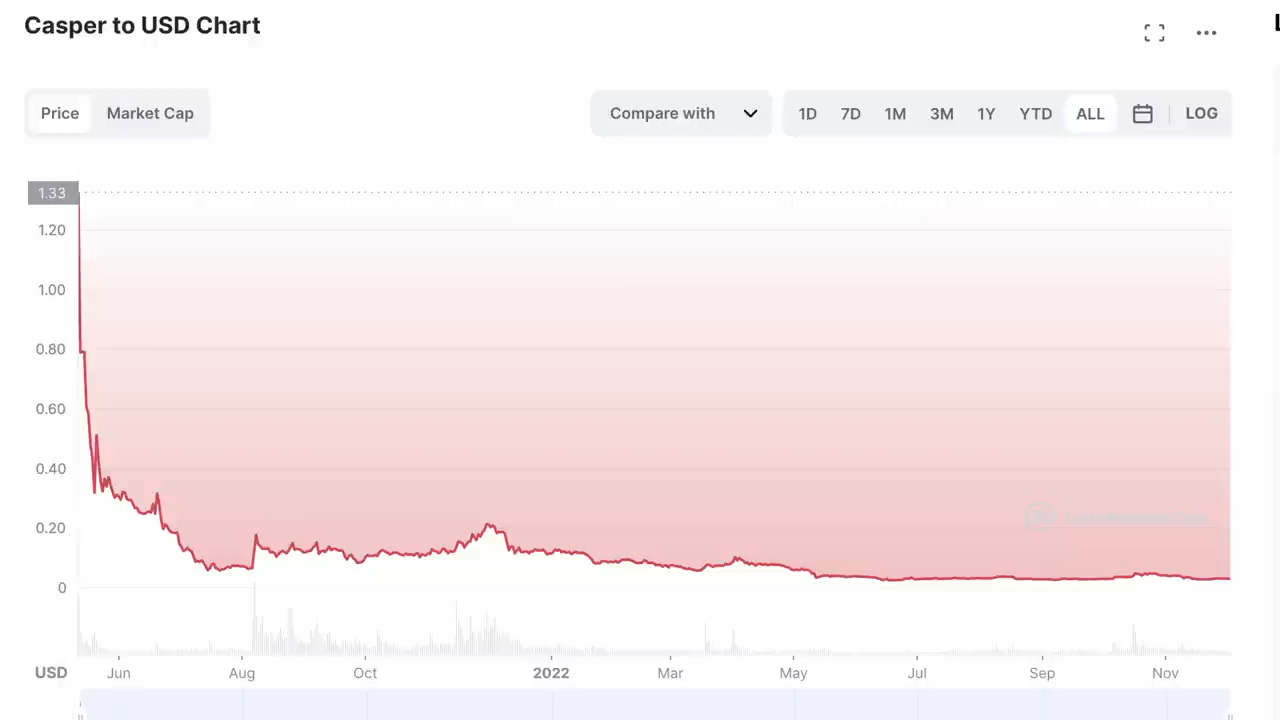 Casper to USD Chart
Price Market Cap
Compare with 1D 7D 1M 3M 1Y YTD ALL LOG
1.33
1.20
1.00
0.80
0.60
0.40
0.20
0
USD Jun Aug Oct 2022 Mar May Jul Sep Nov